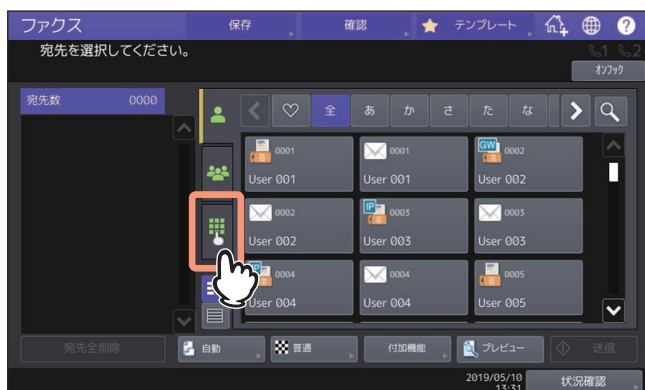 ファクス 保存 確認 テンプレート ?
宛先を選択してください。 1 2
オンフック
宛先数 0000
全 あ か さ た な
0001 0001 GW 0002
User 001 User 001 User 002
0002 IP 0003 0003
User 002 User 003 User 003
0004 0004 0005
User 004 User 004 User 005
宛先全削除 自動 普通 付加機能 プレビュー 送信
2019/05/10
13:31 状況確認